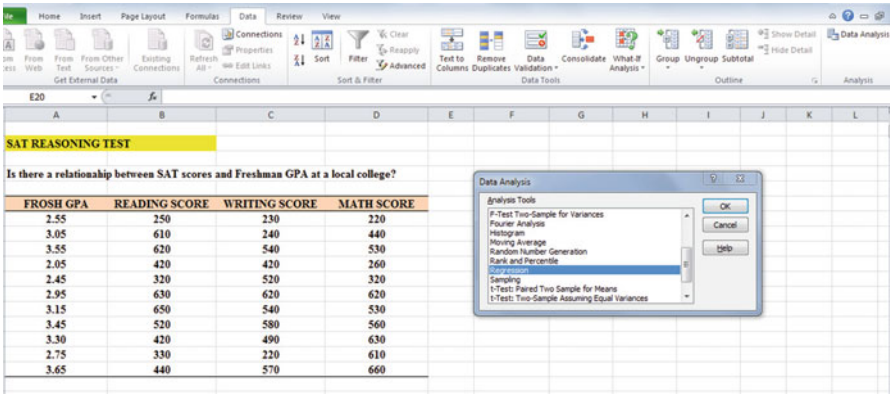 File Home Insert Page Layout Formulas Data Review View
Connections Clear Show Detail Data Analysis
Properties Reapply Hide Detail
From Web From Text From Other Sources Existing Connections Refresh All Edit Links Sort Filter Advanced Text to Columns Remove Duplicates Data Validation Consolidate What-If Analysis Group Ungroup Subtotal
Get External Data Connections Sort & Filter Data Tools Outline Analysis
E20 fx
A B C D E F G H I J K L
SAT REASONING TEST
Is there a relationahip between SAT scores and Freshman GPA at a local college?
FROSH GPA READING SCORE WRITING SCORE MATH SCORE
2.55 250 230 220
3.05 610 240 440
3.55 620 540 530
2.05 420 420 260
2.45 320 520 320
2.95 630 620 620
3.15 650 540 530
3.45 520 580 560
3.30 420 490 630
2.75 330 220 610
3.65 440 570 660
Data Analysis
Analysis Tools
F-Test Two-Sample for Variances
Fourier Analysis
Histogram
Moving Average
Random Number Generation
Rank and Percentile
Regression
Sampling
t-Test: Paired Two Sample for Means
t-Test: Two-Sample Assuming Equal Variances
OK
Cancel
Help